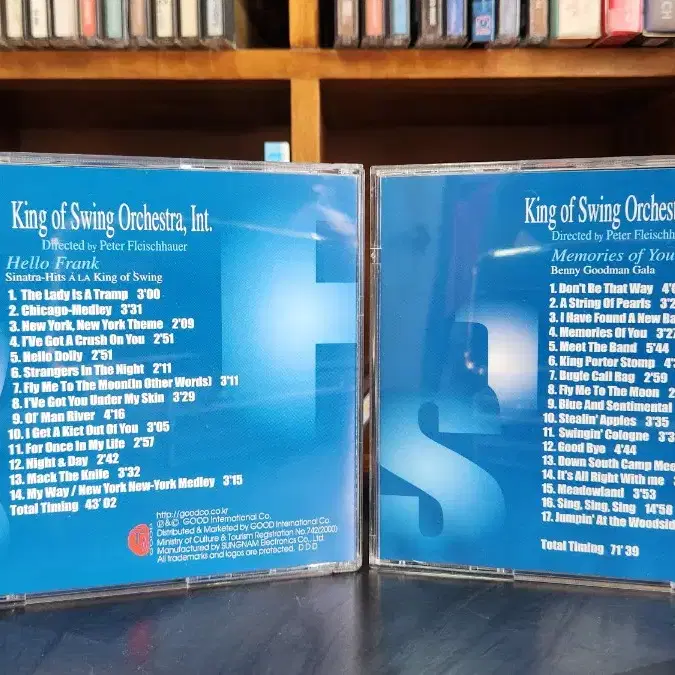 King of Swing Orchestra, Int.
Directed by Peter Fleischhauer
Hello Frank
Sinatra-Hits À LA King of Swing
1. The Lady Is A Tramp 3'00
2. Chicago-Medley 3'31
3. New York, New York Theme 2'09
4. I'Ve Got A Crush On You 2'51
5. Hello Dolly 2'51
6. Strangers In The Night 2'11
7. Fly Me To The Moon(In Other Words) 3'11
8. I'Ve Got You Under My Skin 3'29
9. Ol' Man River 4'16
10. I Get A Kict Out Of You 3'05
11. For Once In My Life 2'57
12. Night & Day 2'42
13. Mack The Knife 3'32
14. My Way / New York New-York Medley 3'15
Total Timing 43'02
http://goodco.co.kr
℗&© GOOD International Co.
Distributed & Marketed by GOOD International Co.
Ministry of Culture & Tourism Registration No.742(2000)
Manufactured by SUNGNAM Electronics Co., Ltd.
All trademarks and logos are protected. D D D
King of Swing Orchest
Directed by Peter Fleischh
Memories of You
Benny Goodman Gala
1. Don't Be That Way
2. A String Of Pearls
3. I Have Found A New Ba
4. Memories Of You 3'27
5. Meet The Band 5'44
6. King Porter Stomp
7. Bugle Call Rag 2'59
8. Fly Me To The Moon
9. Blue And Sentimental
10. Stealin' Apples 3'35
11. Swingin' Cologne
12. Good Bye 4'44
13. Down South Camp Mee
14. It's All Right With me
15. Meadowland 3'53
16. Sing, Sing, Sing 14'58
17. Jumpin' At the Woodsid
Total Timing 71'39